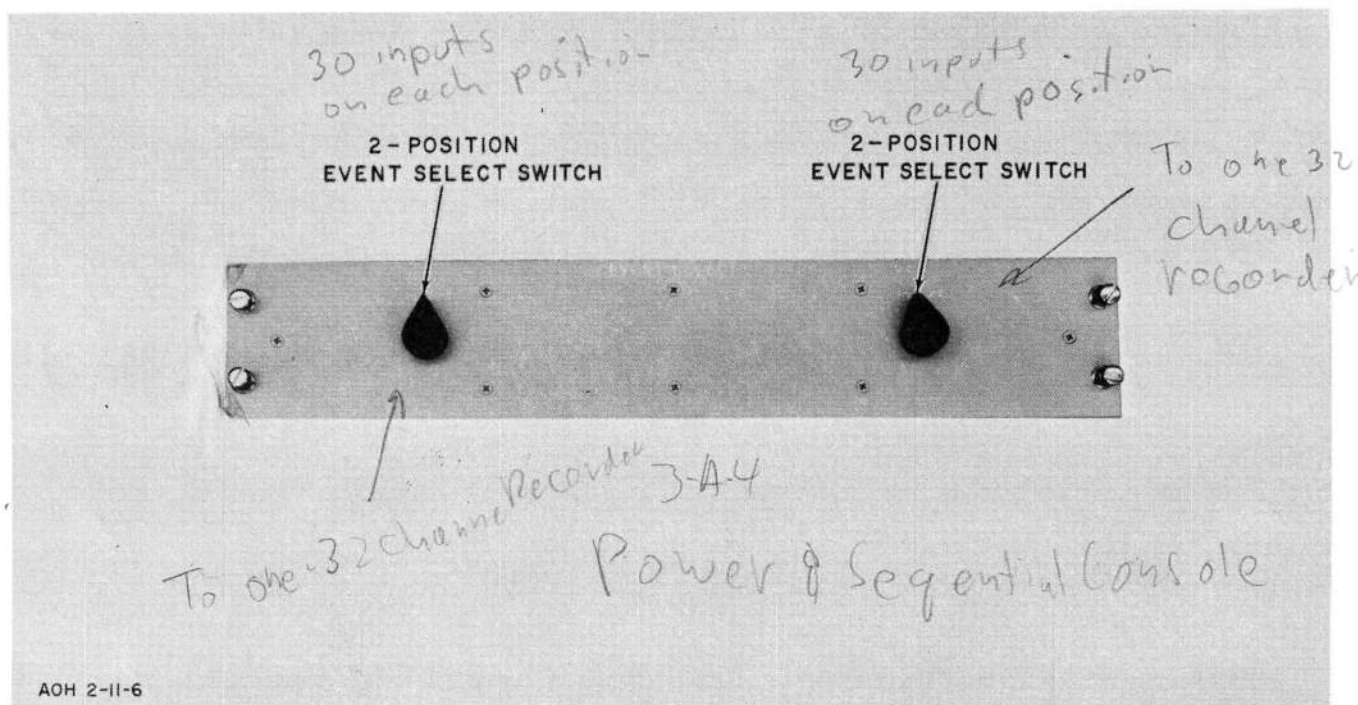 30 inputs
on each position
2-POSITION
EVENT SELECT SWITCH
30 inputs
on ead position
2-POSITION
EVENT SELECT SWITCH
To one 32
channel
recorder
To one 32 channel Recorder
3-A-4
Power & Seqential Console
AOH 2-11-6